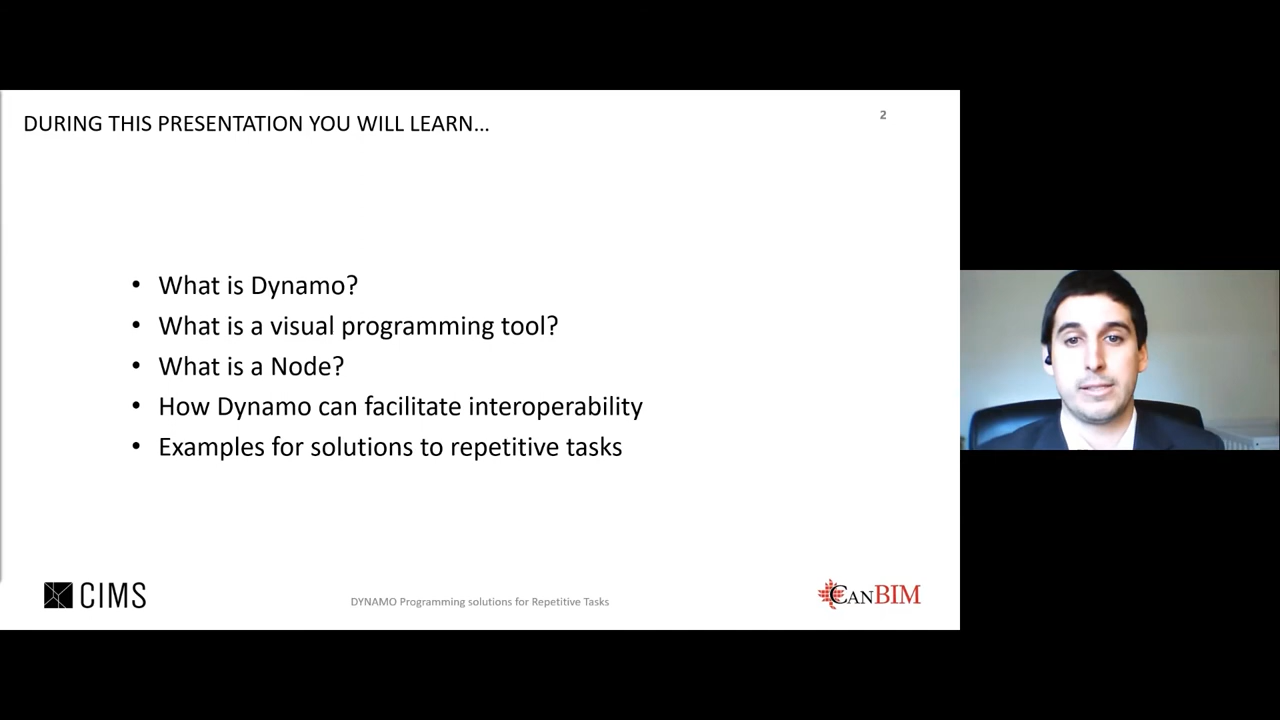 DURING THIS PRESENTATION YOU WILL LEARN...
2
• What is Dynamo?
• What is a visual programming tool?
• What is a Node?
• How Dynamo can facilitate interoperability
• Examples for solutions to repetitive tasks
CIMS
DYNAMO Programming solutions for Repetitive Tasks
CANBIM